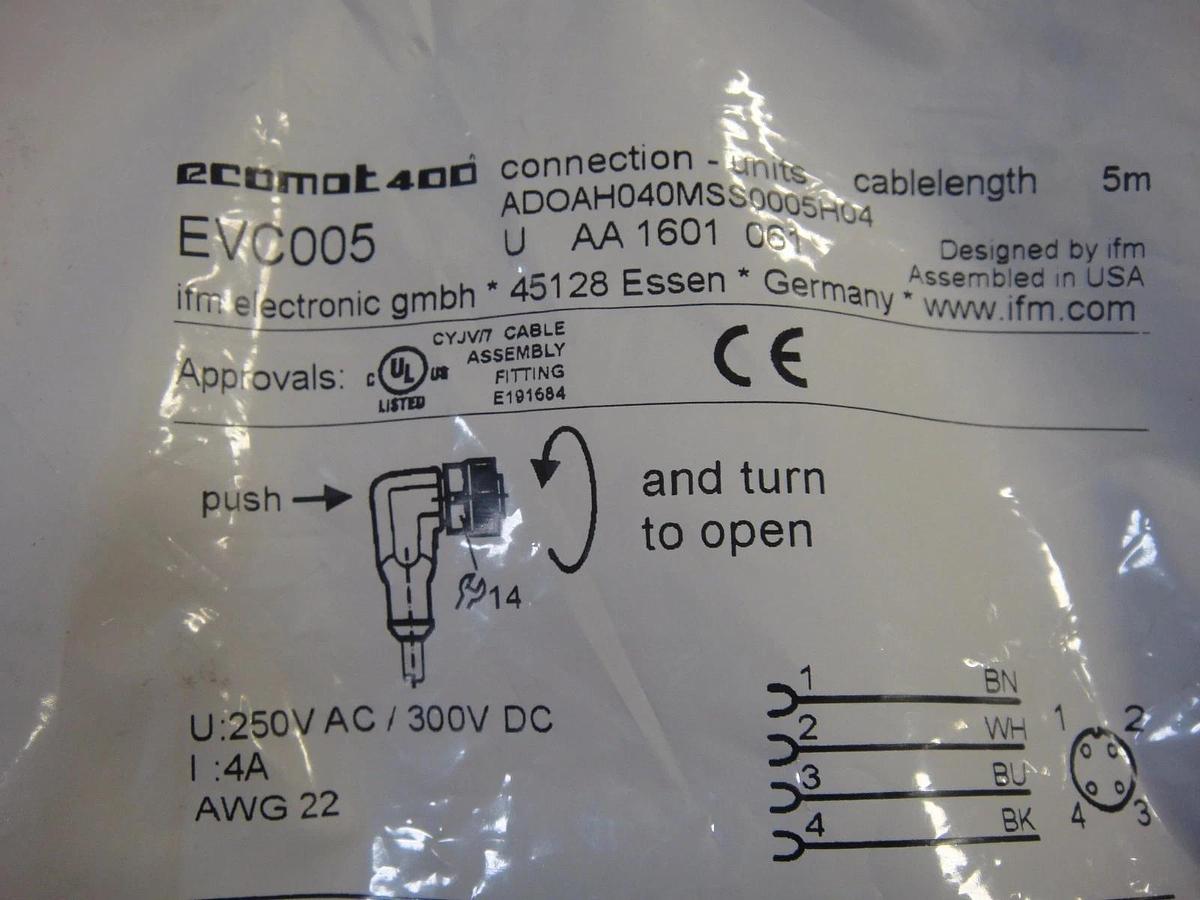 ecomat 400 connection - units cablelength 5m
EVC005 ADOAH040MSS0005H04
U AA 1601 061 Designed by ifm
Assembled in USA
ifm electronic gmbh * 45128 Essen * Germany * www.ifm.com
Approvals: c UL us LISTED
CYJV/7 CABLE
ASSEMBLY
FITTING
E191684
CE
push and turn
to open
14
U:250V AC / 300V DC
I :4A
AWG 22
1 BN
2 WH
3 BU
4 BK
1 2
4 3